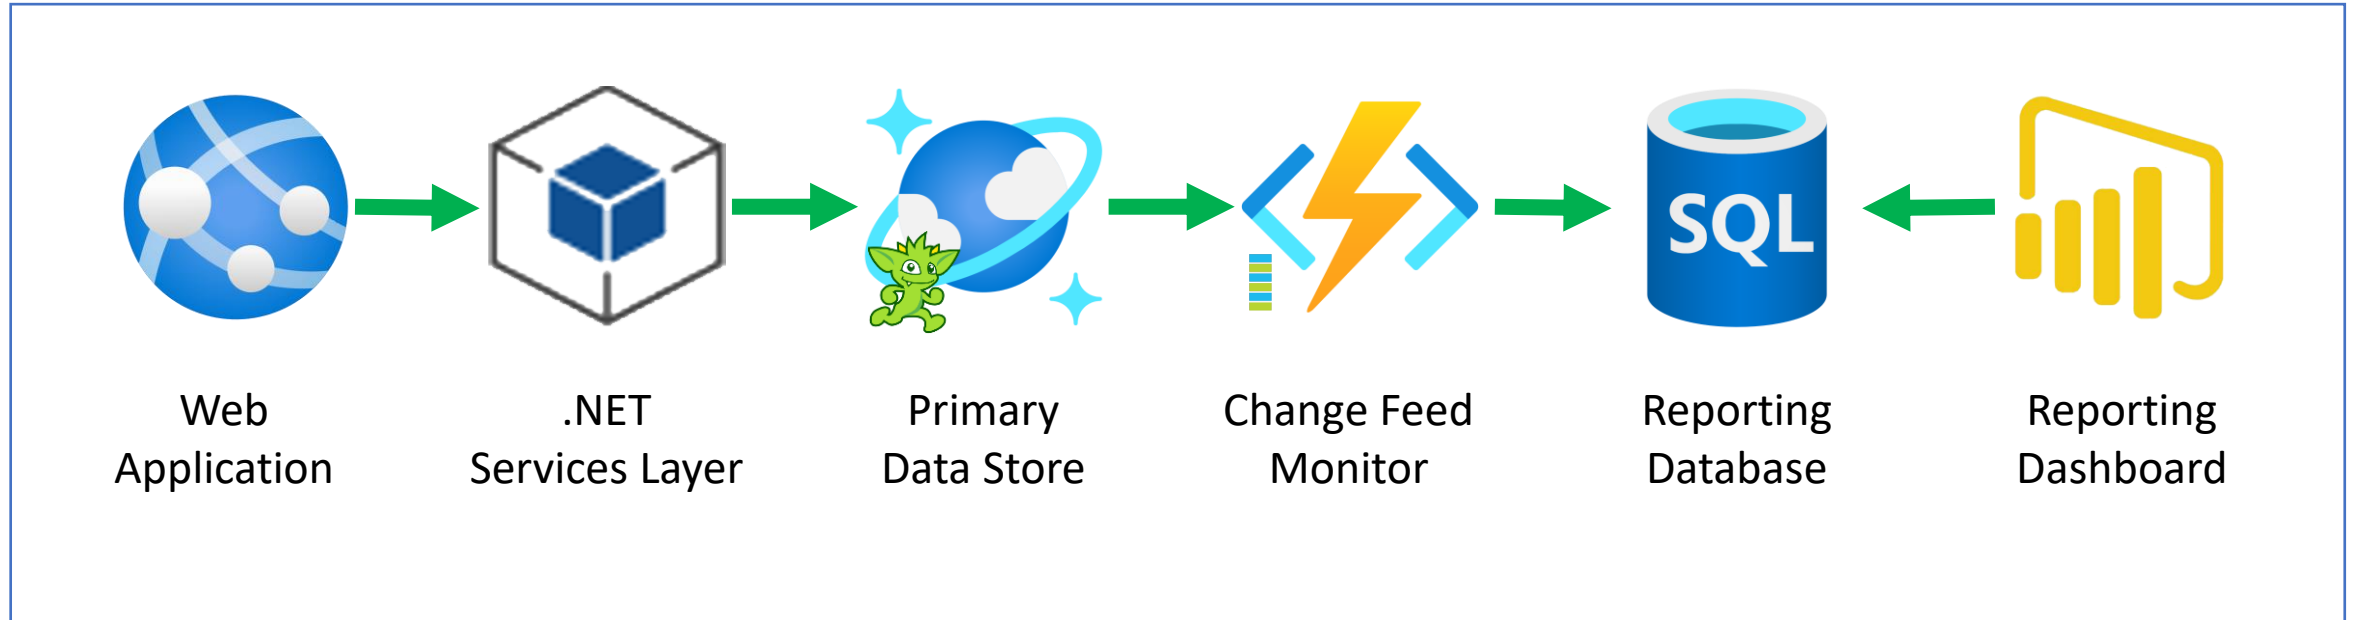 SQL
Web
Application
.NET
Services Layer
Primary
Data Store
Change Feed
Monitor
Reporting
Database
Reporting
Dashboard